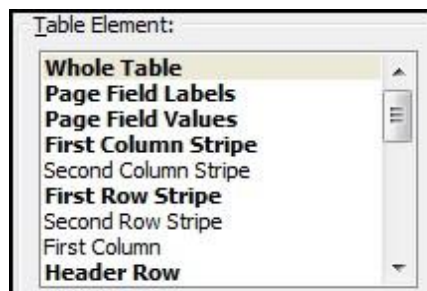 Table Element:
Whole Table
Page Field Labels
Page Field Values
First Column Stripe
Second Column Stripe
First Row Stripe
Second Row Stripe
First Column
Header Row